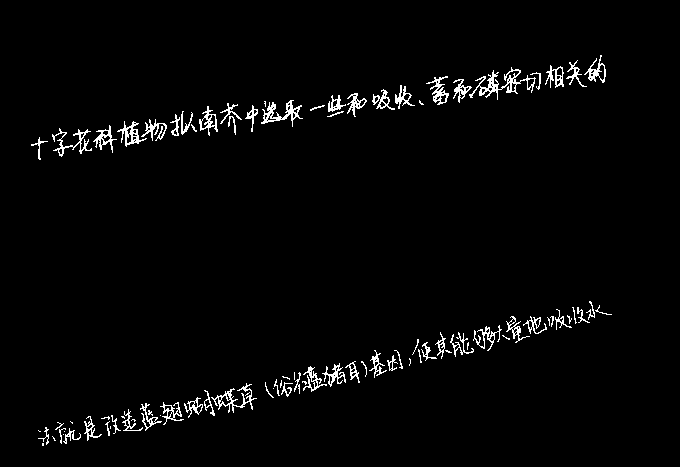 十字花科植物拟南芥中选取一些和吸收、蓄积磷密切相关的
法就是改造蓝翅蝴蝶草(俗称蓝猪耳)基因,使其能够大量地吸收水